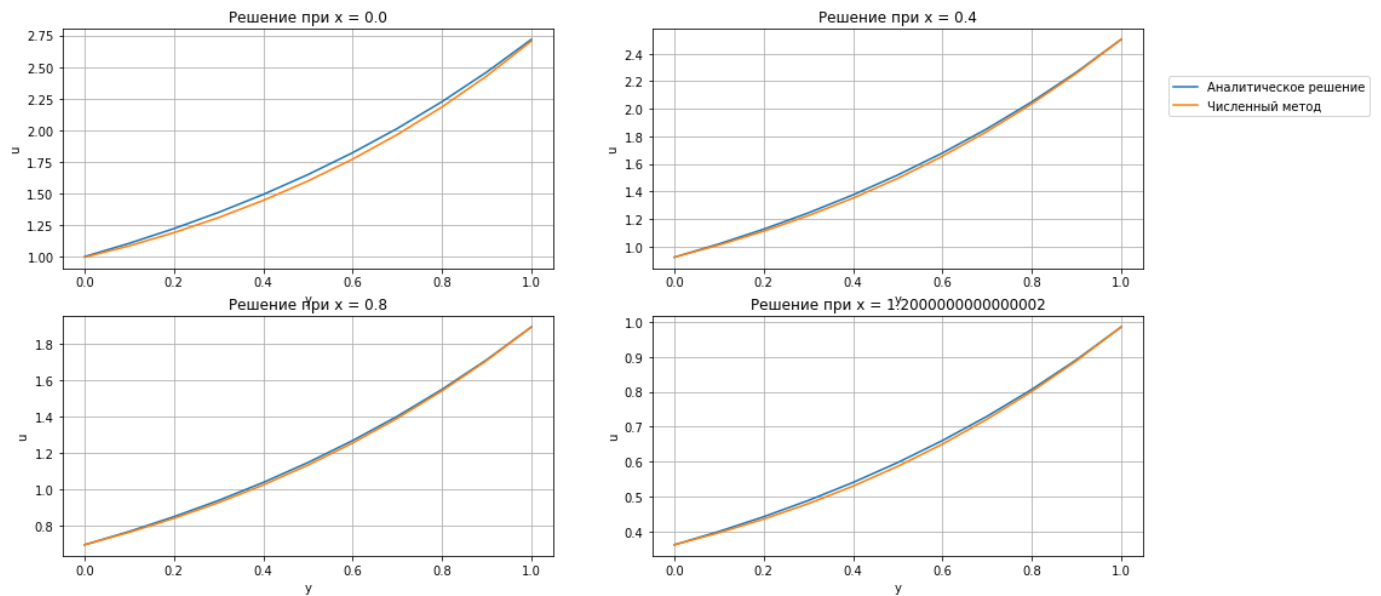 Решение при x = 0.0
2.75
2.50
2.25
2.00
1.75
1.50
1.25
1.00
u
0.0 0.2 0.4 0.6 0.8 1.0
y
Решение при x = 0.4
2.4
2.2
2.0
1.8
1.6
1.4
1.2
1.0
u
0.0 0.2 0.4 0.6 0.8 1.0
y
Аналитическое решение
Численный метод
Решение при x = 0.8
1.8
1.6
1.4
1.2
1.0
0.8
u
0.0 0.2 0.4 0.6 0.8 1.0
y
Решение при x = 1.2000000000000002
1.0
0.9
0.8
0.7
0.6
0.5
0.4
u
0.0 0.2 0.4 0.6 0.8 1.0
y